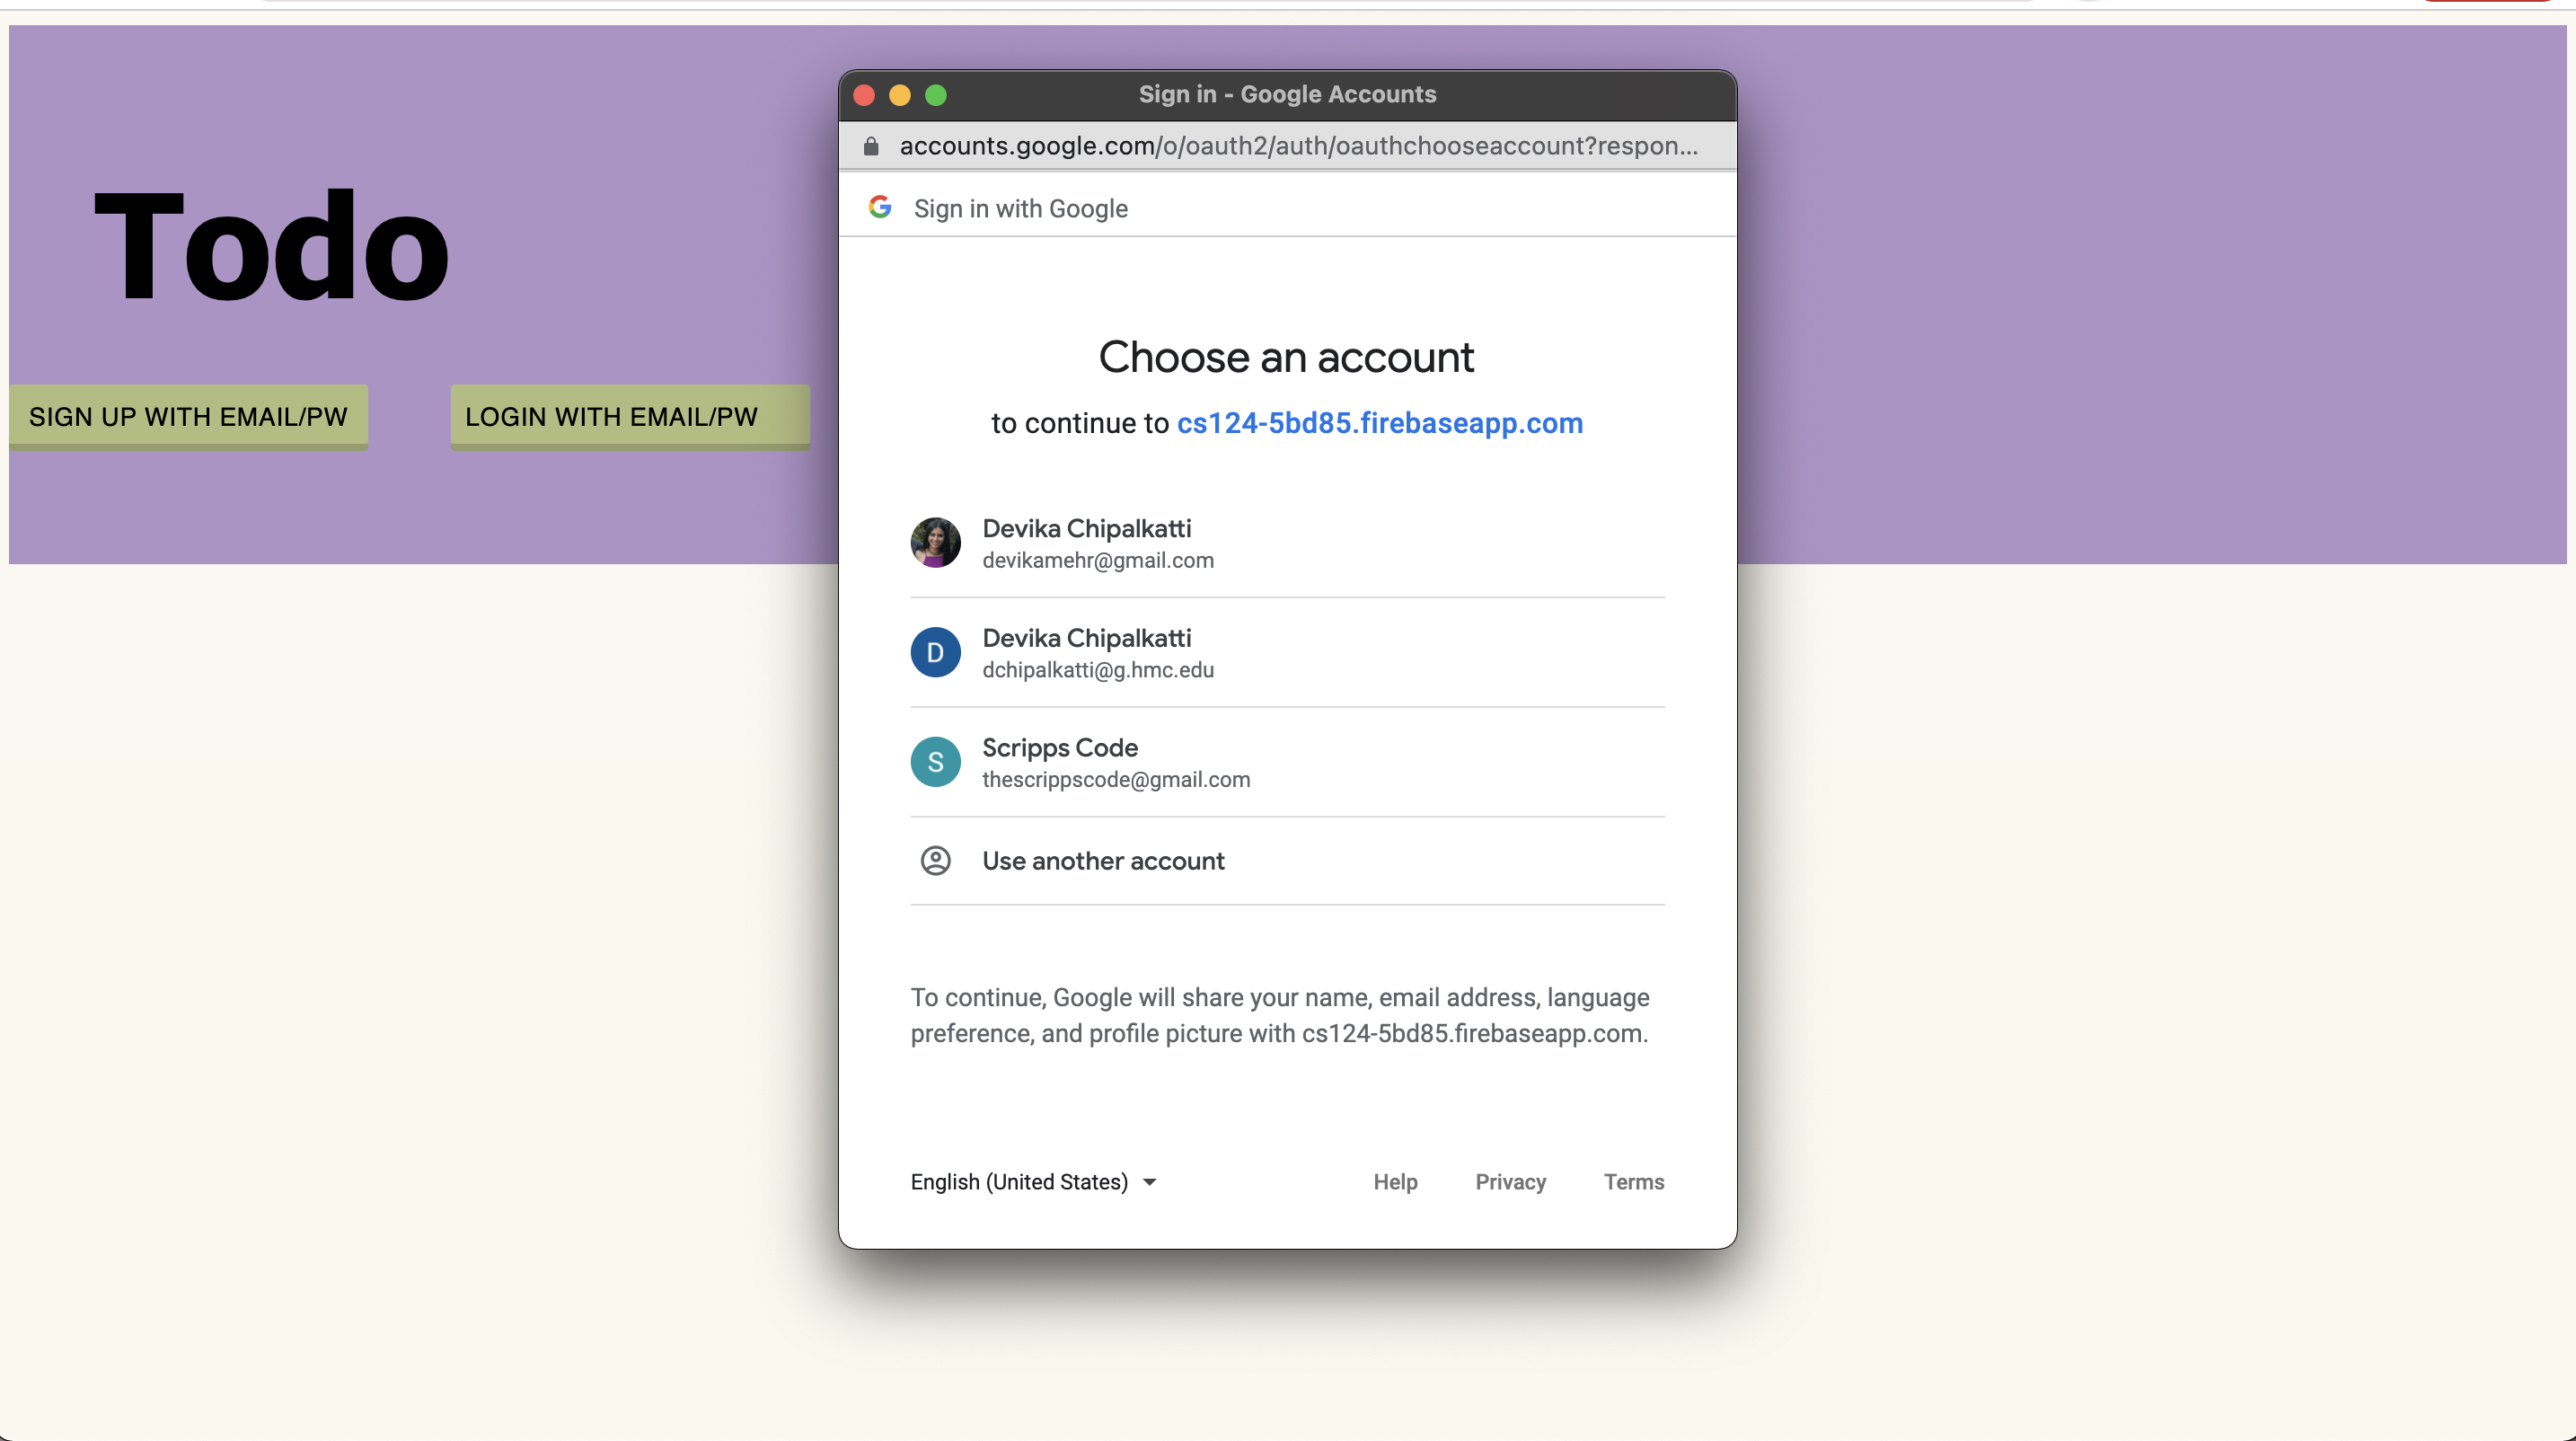 Todo
SIGN UP WITH EMAIL/PW
LOGIN WITH EMAIL/PW
Sign in - Google Accounts
accounts.google.com/o/oauth2/auth/oauthchooseaccount?respon...
Sign in with Google
Choose an account
to continue to cs124-5bd85.firebaseapp.com
Devika Chipalkatti
devikamehr@gmail.com
D
Devika Chipalkatti
dchipalkatti@g.hmc.edu
S
Scripps Code
thescrippscode@gmail.com
Use another account
To continue, Google will share your name, email address, language
preference, and profile picture with cs124-5bd85.firebaseapp.com.
English (United States)
Help
Privacy
Terms